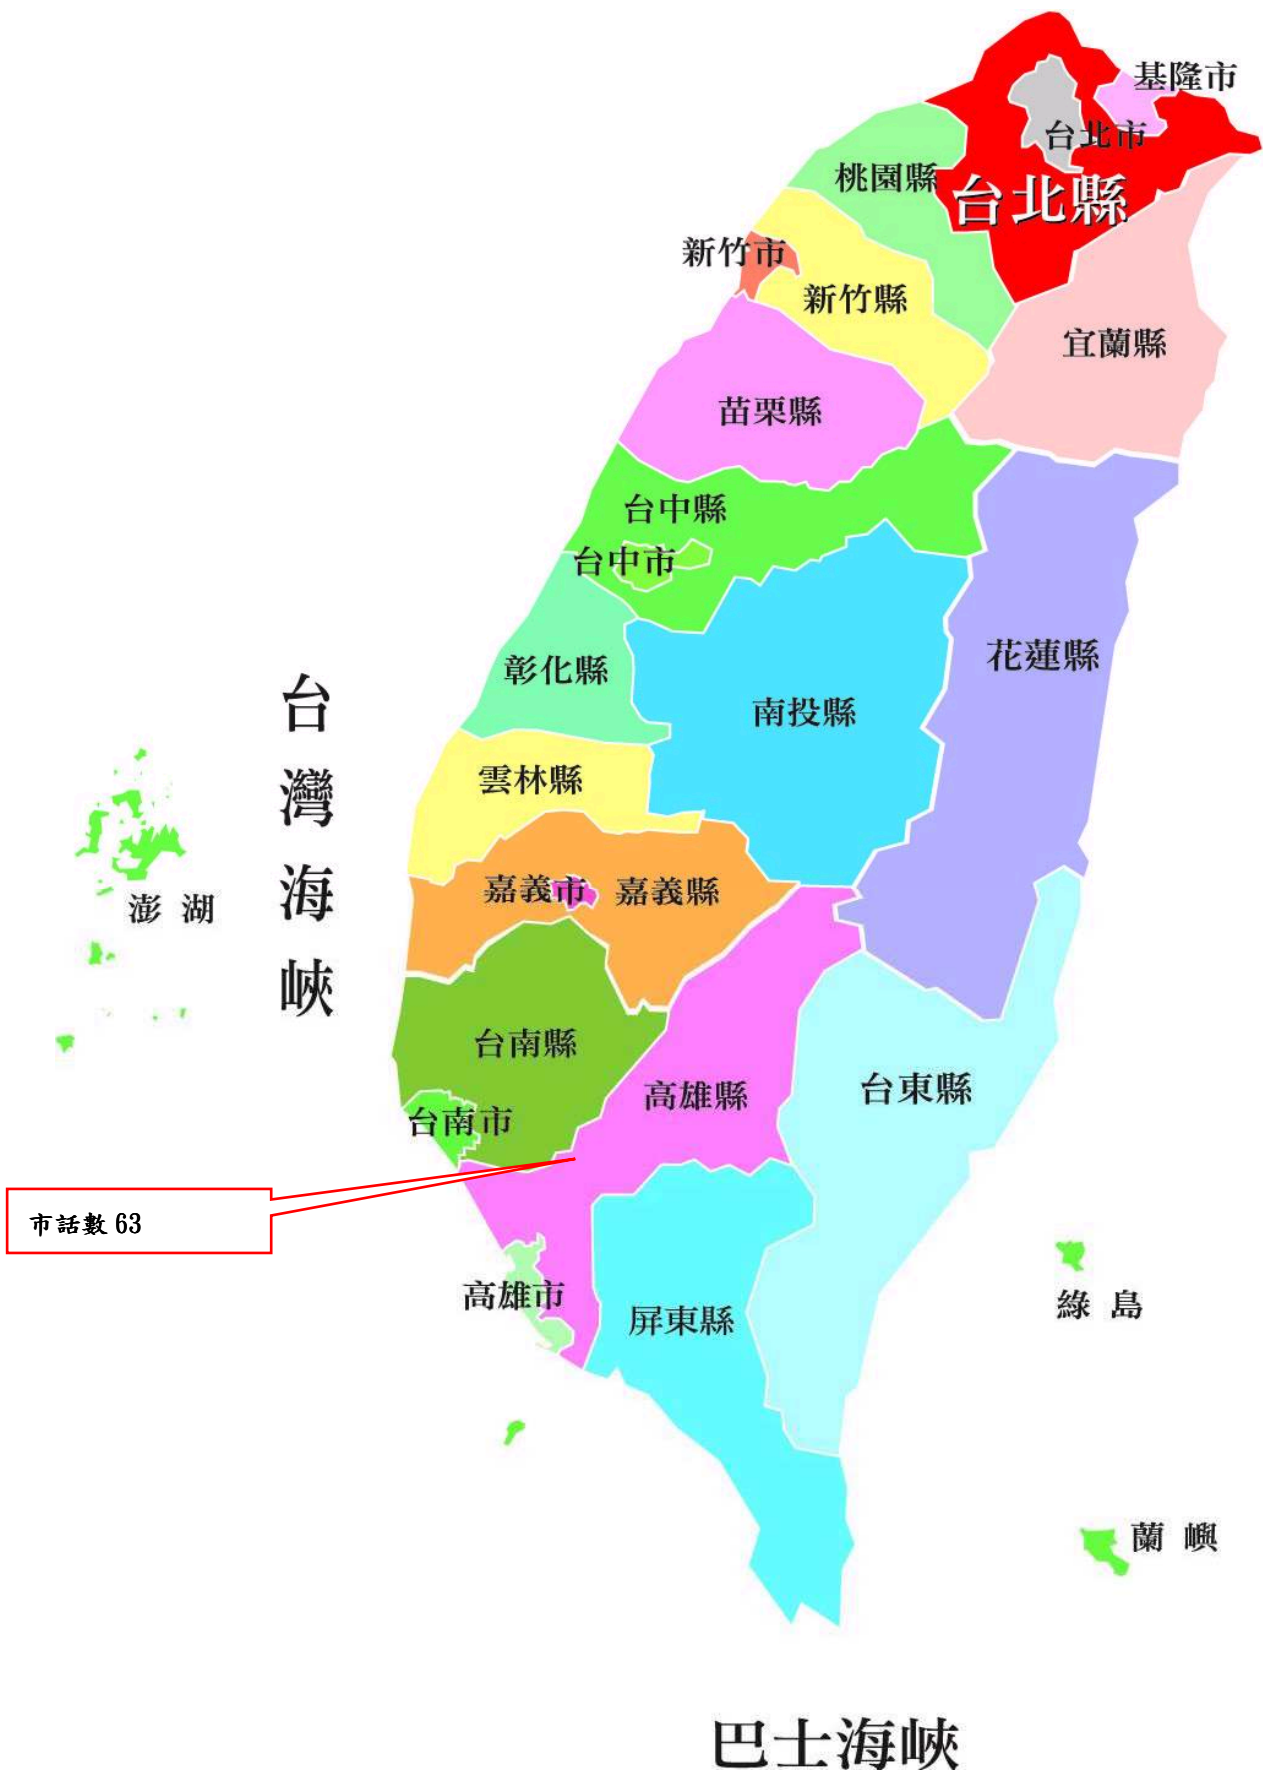 基隆市
台北市
桃園縣
台北縣
新竹市
新竹縣
宜蘭縣
苗栗縣
台中縣
台中市
花蓮縣
彰化縣
南投縣
台灣海峽
雲林縣
嘉義市
嘉義縣
澎湖
台南縣
高雄縣
台東縣
台南市
市話數 63
高雄市
屏東縣
綠島
蘭嶼
巴士海峽